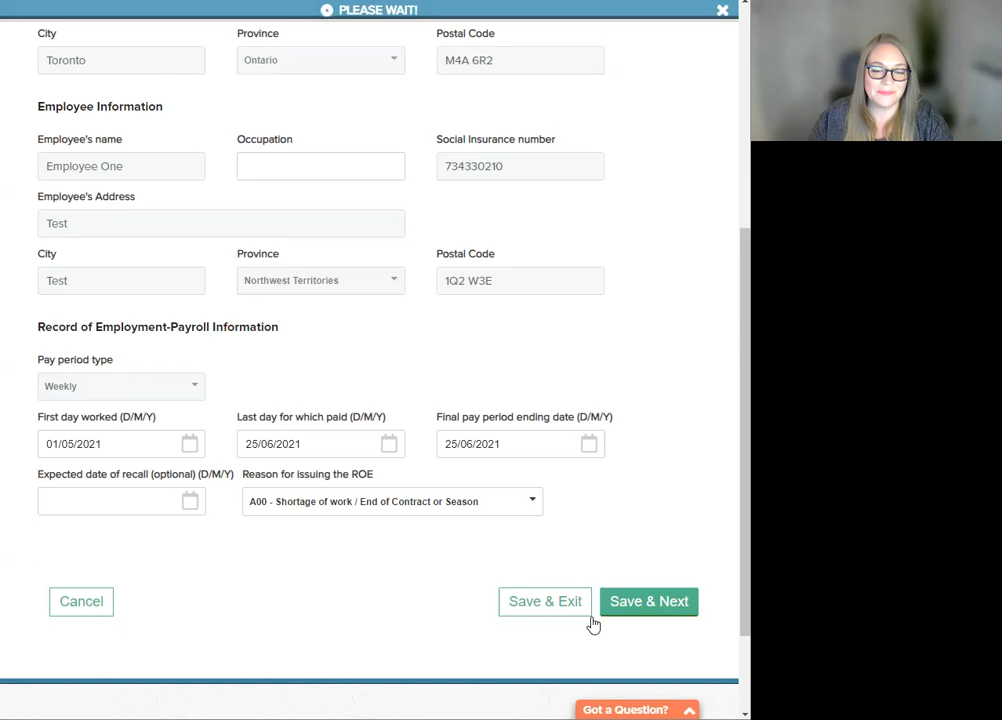 PLEASE WAIT!
City Province Postal Code
Toronto Ontario M4A 6R2
Employee Information
Employee's name Occupation Social Insurance number
Employee One 734330210
Employee's Address
Test
City Province Postal Code
Test Northwest Territories 1Q2 W3E
Record of Employment-Payroll Information
Pay period type
Weekly
First day worked (D/M/Y) Last day for which paid (D/M/Y) Final pay period ending date (D/M/Y)
01/05/2021 25/06/2021 25/06/2021
Expected date of recall (optional) (D/M/Y) Reason for issuing the ROE
A00 - Shortage of work / End of Contract or Season
Cancel Save & Exit Save & Next
Got a Question?